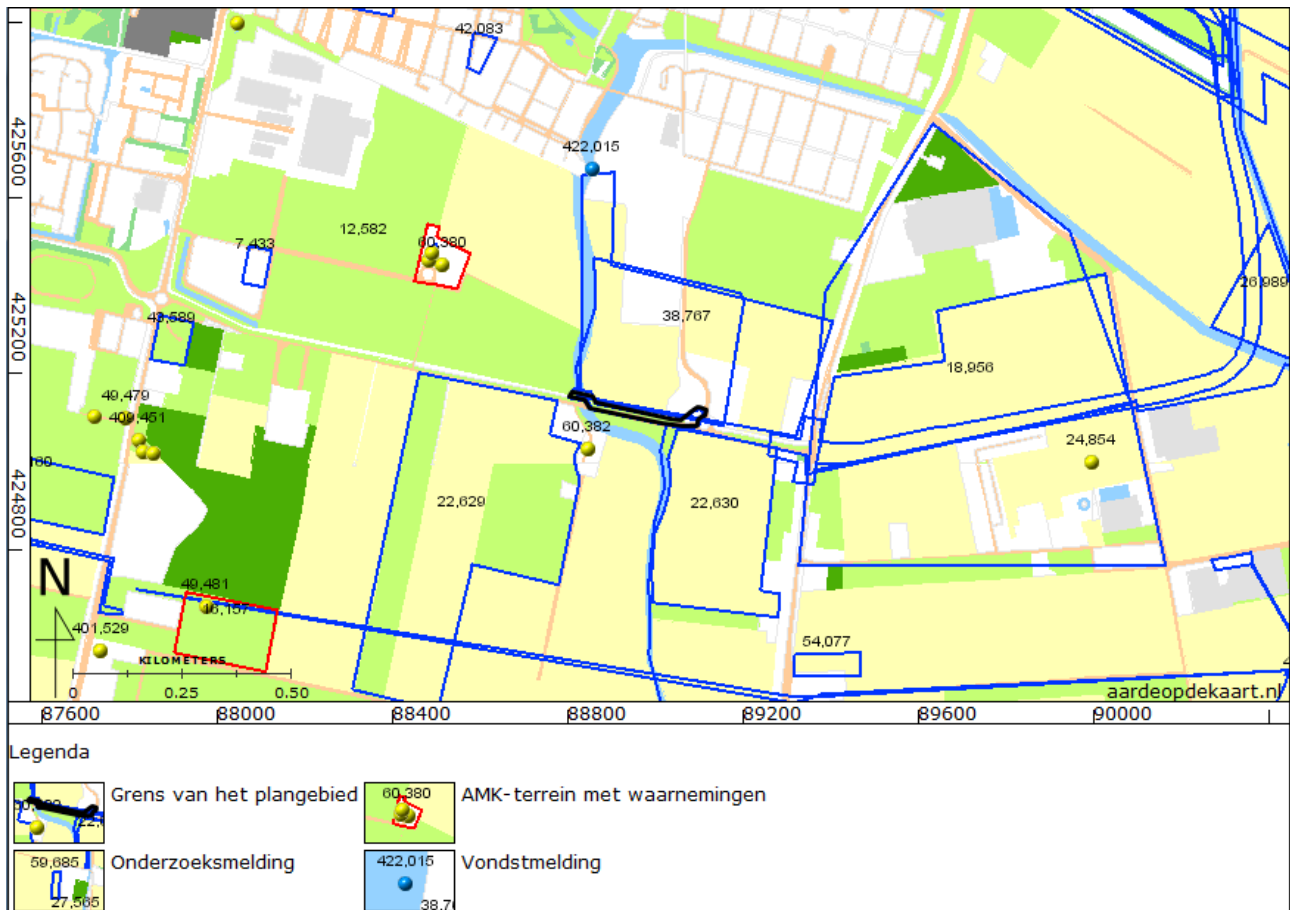 42,083
422,015
12,582
60,380
7,433
26,989
38,767
43,589
18,956
49,479
409,451
60,382
24,854
22,629
22,630
49,481
46,157
401,529
54,077
N
KILOMETERS
0 0.25 0.50
aardeopdekaart.nl
425600
425200
424800
87600 88000 88400 88800 89200 89600 90000
Legenda
Grens van het plangebied
60,380
AMK-terrein met waarnemingen
59,685
27,565
Onderzoeksmelding
422,015
38.7
Vondstmelding